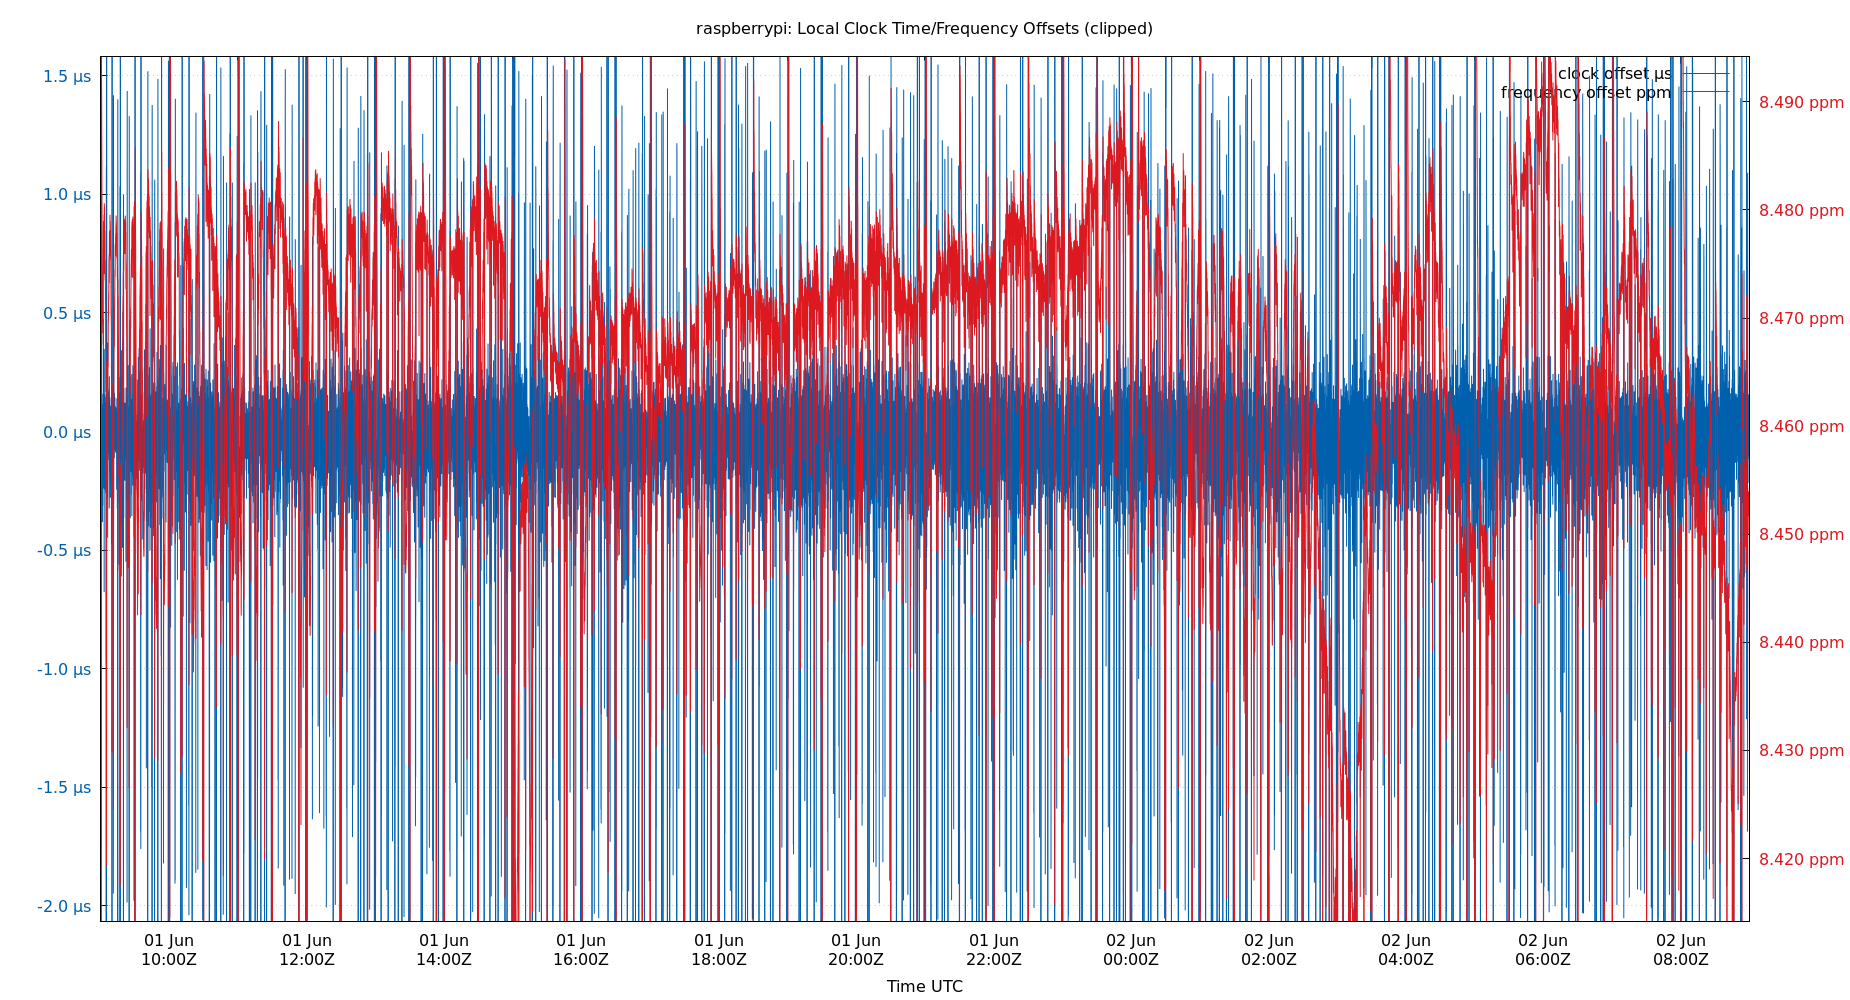 raspberrypi: Local Clock Time/Frequency Offsets (clipped)
clock offset µs
frequency offset ppm
1.5 µs
1.0 µs
0.5 µs
0.0 µs
-0.5 µs
-1.0 µs
-1.5 µs
-2.0 µs
8.490 ppm
8.480 ppm
8.470 ppm
8.460 ppm
8.450 ppm
8.440 ppm
8.430 ppm
8.420 ppm
01 Jun
10:00Z
01 Jun
12:00Z
01 Jun
14:00Z
01 Jun
16:00Z
01 Jun
18:00Z
01 Jun
20:00Z
01 Jun
22:00Z
02 Jun
00:00Z
02 Jun
02:00Z
02 Jun
04:00Z
02 Jun
06:00Z
02 Jun
08:00Z
Time UTC